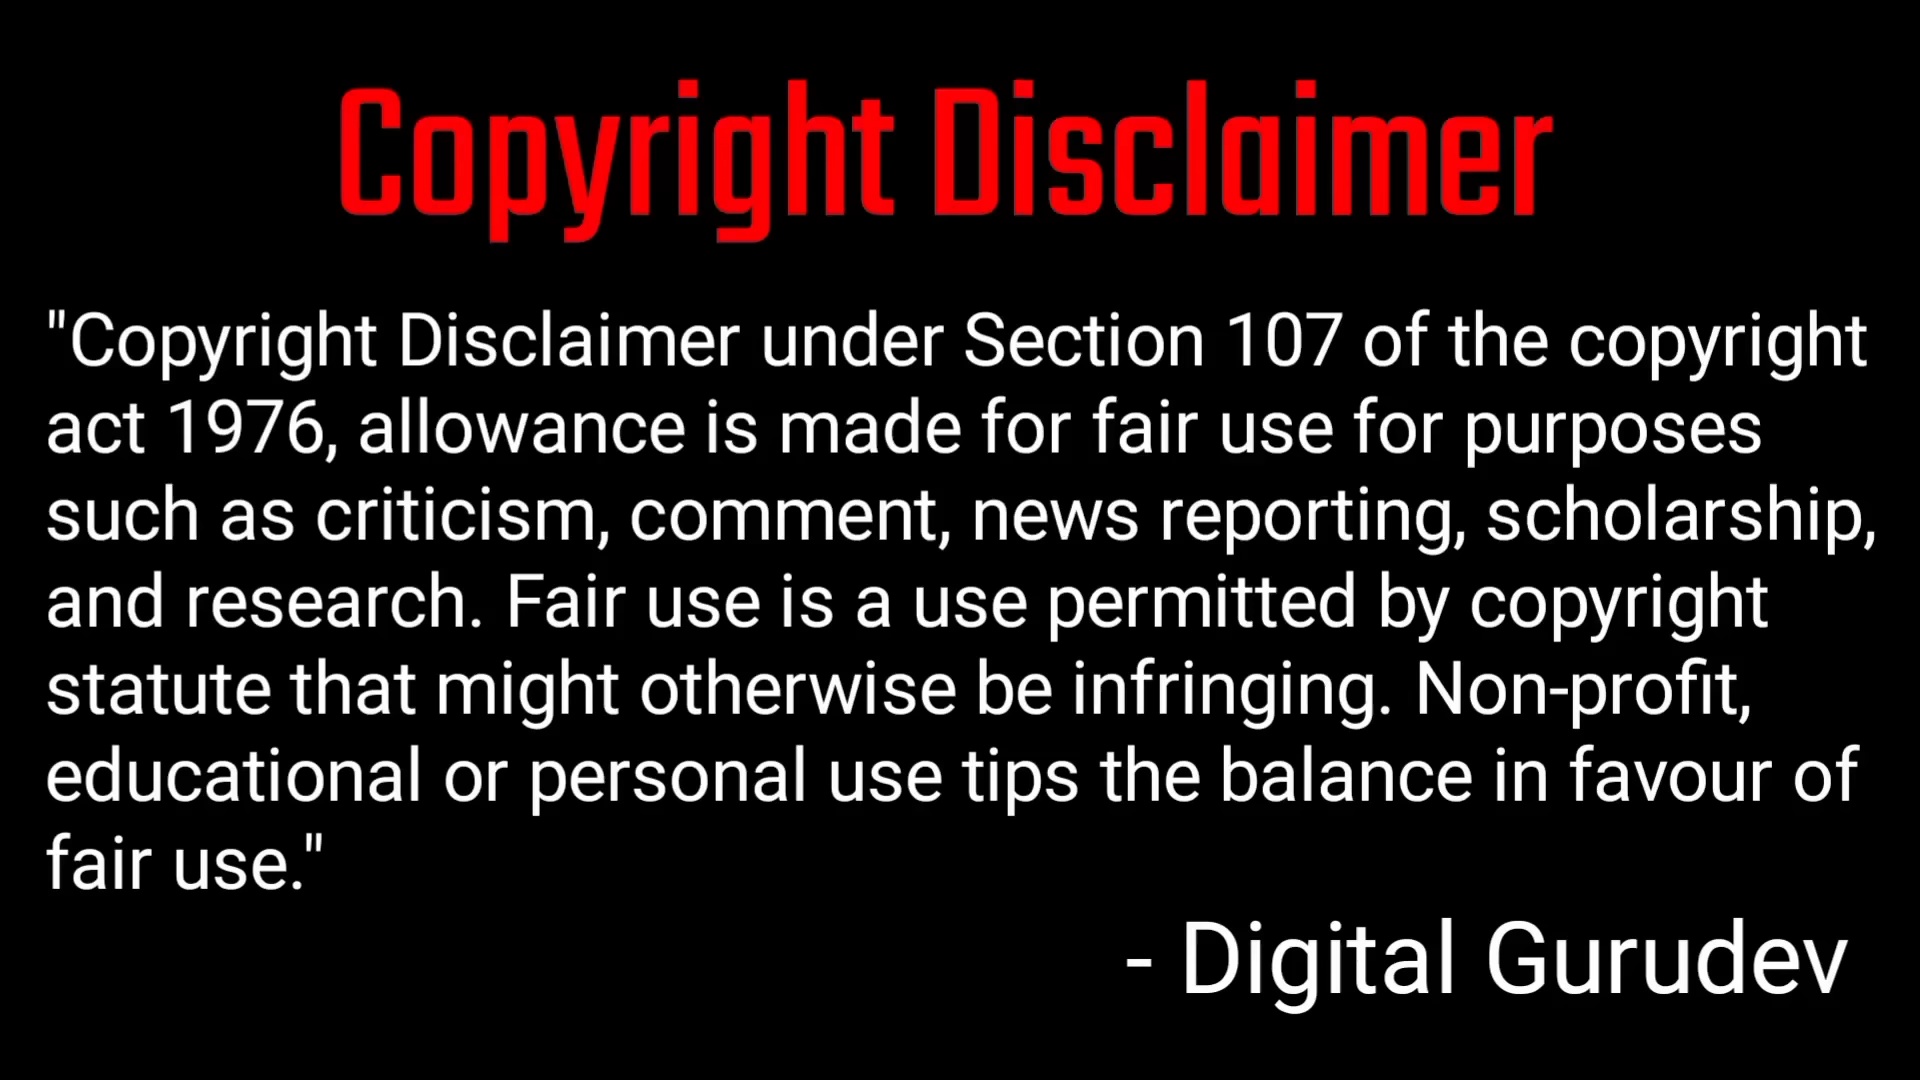 Copyright Disclaimer
"Copyright Disclaimer under Section 107 of the copyright
act 1976, allowance is made for fair use for purposes
such as criticism, comment, news reporting, scholarship,
and research. Fair use is a use permitted by copyright
statute that might otherwise be infringing. Non-profit,
educational or personal use tips the balance in favour of
fair use."
- Digital Gurudev